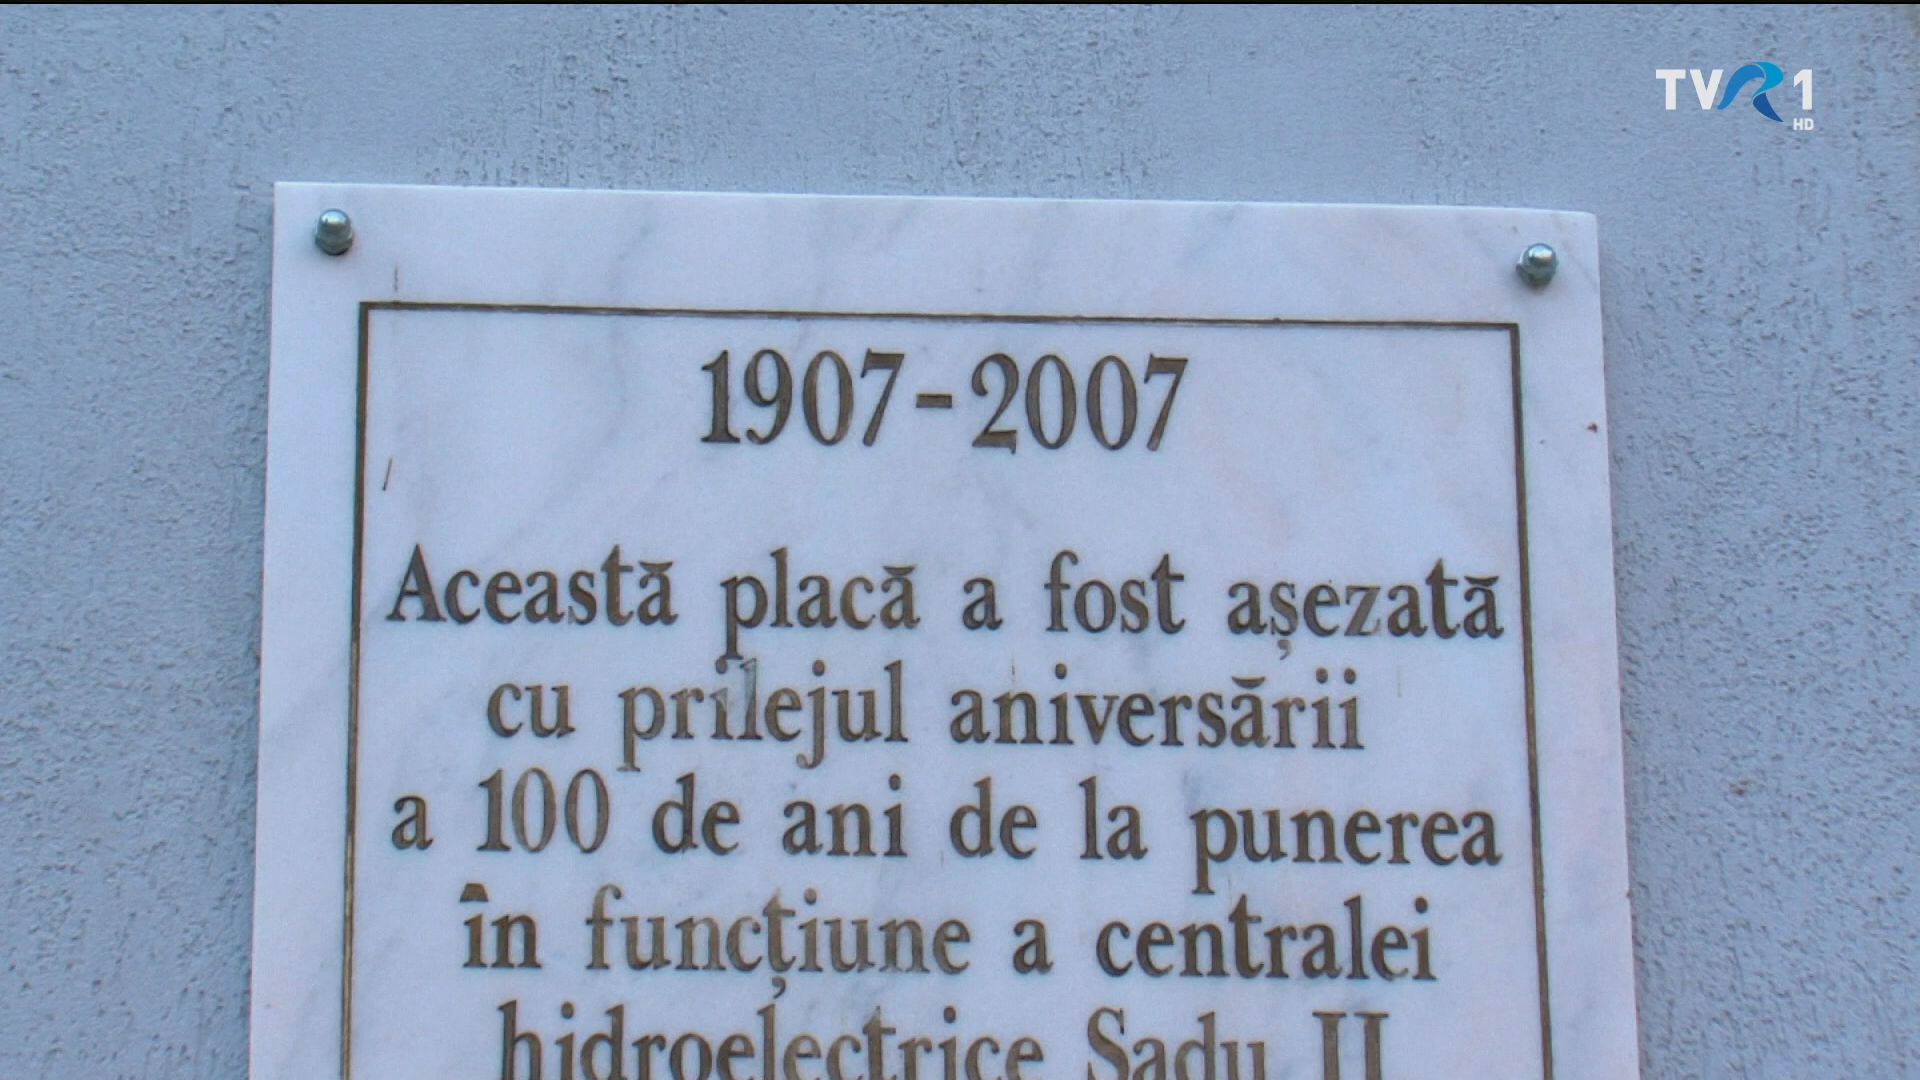 TVR1
HD
1907-2007
Această placă a fost așezată
cu prilejul aniversării
a 100 de ani de la punerea
în funcțiune a centralei
hidroelectrice Sadu II